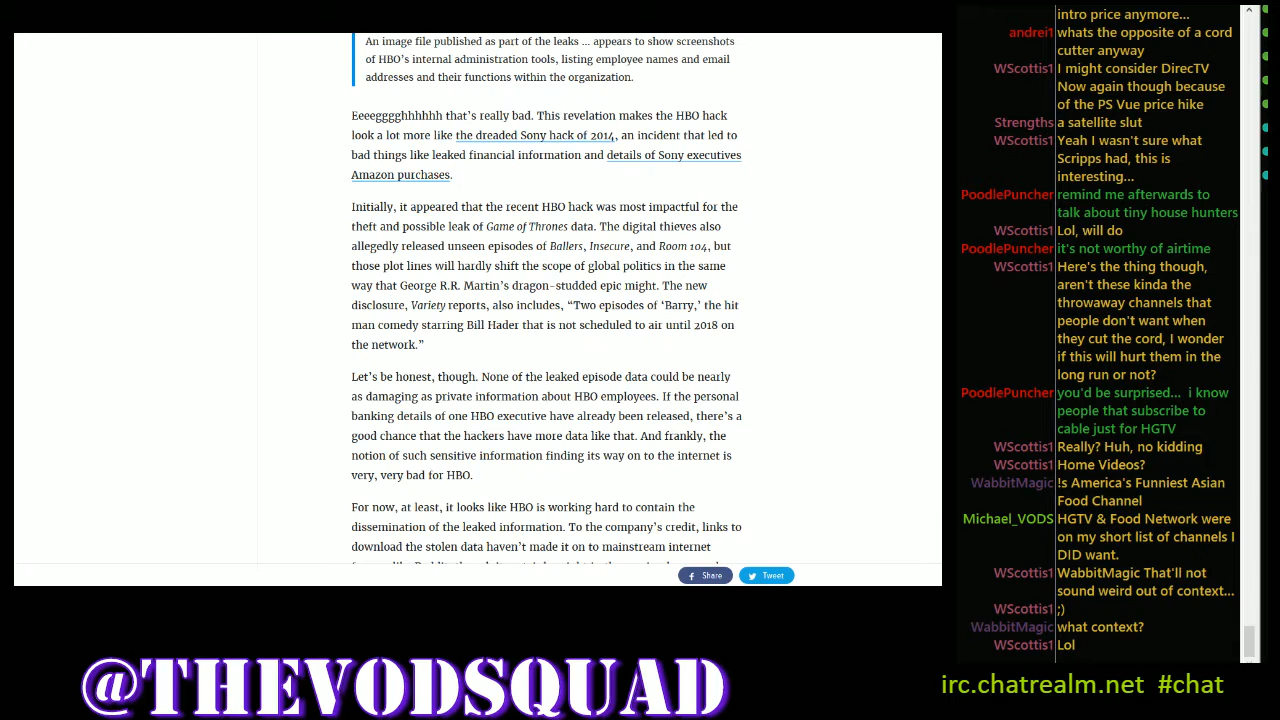 An image file published as part of the leaks ... appears to show screenshots
of HBO's internal administration tools, listing employee names and email
addresses and their functions within the organization.
Eeeegggghhhhhh that's really bad. This revelation makes the HBO hack
look a lot more like the dreaded Sony hack of 2014, an incident that led to
bad things like leaked financial information and details of Sony executives
Amazon purchases.
Initially, it appeared that the recent HBO hack was most impactful for the
theft and possible leak of Game of Thrones data. The digital thieves also
allegedly released unseen episodes of Ballers, Insecure, and Room 104, but
those plot lines will hardly shift the scope of global politics in the same
way that George R.R. Martin's dragon-studded epic might. The new
disclosure, Variety reports, also includes, “Two episodes of ‘Barry,’ the hit
man comedy starring Bill Hader that is not scheduled to air until 2018 on
the network.”
Let's be honest, though. None of the leaked episode data could be nearly
as damaging as private information about HBO employees. If the personal
banking details of one HBO executive have already been released, there's a
good chance that the hackers have more data like that. And frankly, the
notion of such sensitive information finding its way on to the internet is
very, very bad for HBO.
For now, at least, it looks like HBO is working hard to contain the
dissemination of the leaked information. To the company's credit, links to
download the stolen data haven't made it on to mainstream internet
Share
Tweet
@THEVODSQUAD
intro price anymore...
andrei1 whats the opposite of a cord
cutter anyway
WScottis1 I might consider DirecTV
Now again though because
of the PS Vue price hike
Strengths a satellite slut
WScottis1 Yeah I wasn't sure what
Scripps had, this is
interesting...
PoodlePuncher remind me afterwards to
talk about tiny house hunters
WScottis1 Lol, will do
PoodlePuncher it's not worthy of airtime
WScottis1 Here's the thing though,
aren't these kinda the
throwaway channels that
people don't want when
they cut the cord, I wonder
if this will hurt them in the
long run or not?
PoodlePuncher you'd be surprised... i know
people that subscribe to
cable just for HGTV
WScottis1 Really? Huh, no kidding
WScottis1 Home Videos?
WabbitMagic !s America's Funniest Asian
Food Channel
Michael_VODS HGTV & Food Network were
on my short list of channels I
DID want.
WScottis1 WabbitMagic That'll not
sound weird out of context...
WScottis1 ;)
WabbitMagic what context?
WScottis1 Lol
irc.chatrealm.net #chat